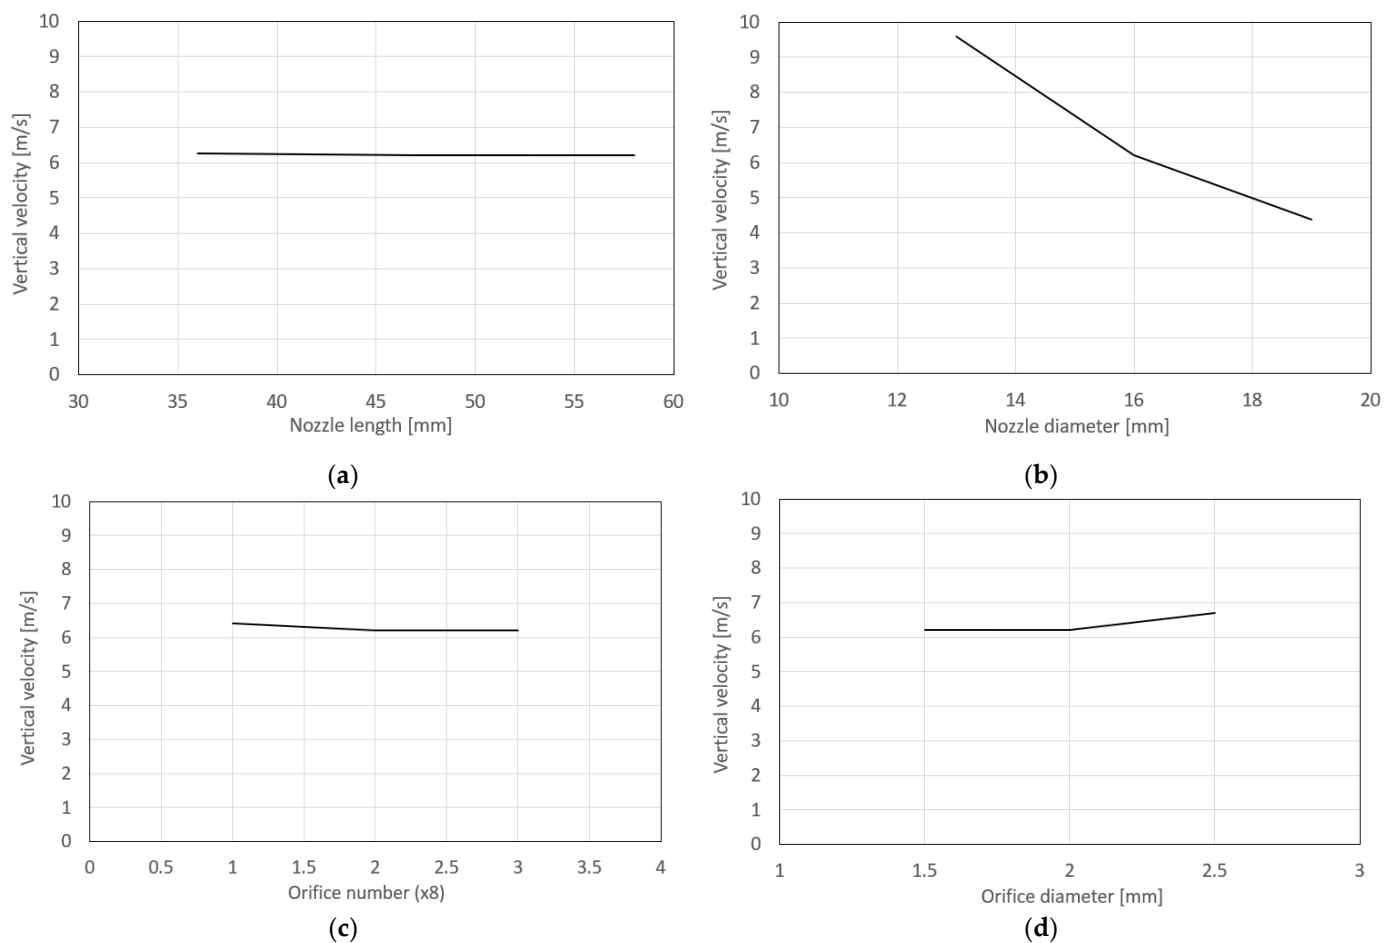 10
9
8
7
6
5
4
3
2
1
0
Vertical velocity [m/s]
30 35 40 45 50 55 60
Nozzle length [mm]
(a)
10
9
8
7
6
5
4
3
2
1
0
Vertical velocity [m/s]
10 12 14 16 18 20
Nozzle diameter [mm]
(b)
10
9
8
7
6
5
4
3
2
1
0
Vertical velocity [m/s]
0 0.5 1 1.5 2 2.5 3 3.5 4
Orifice number (x8)
(c)
10
9
8
7
6
5
4
3
2
1
0
Vertical velocity [m/s]
1 1.5 2 2.5 3
Orifice diameter [mm]
(d)